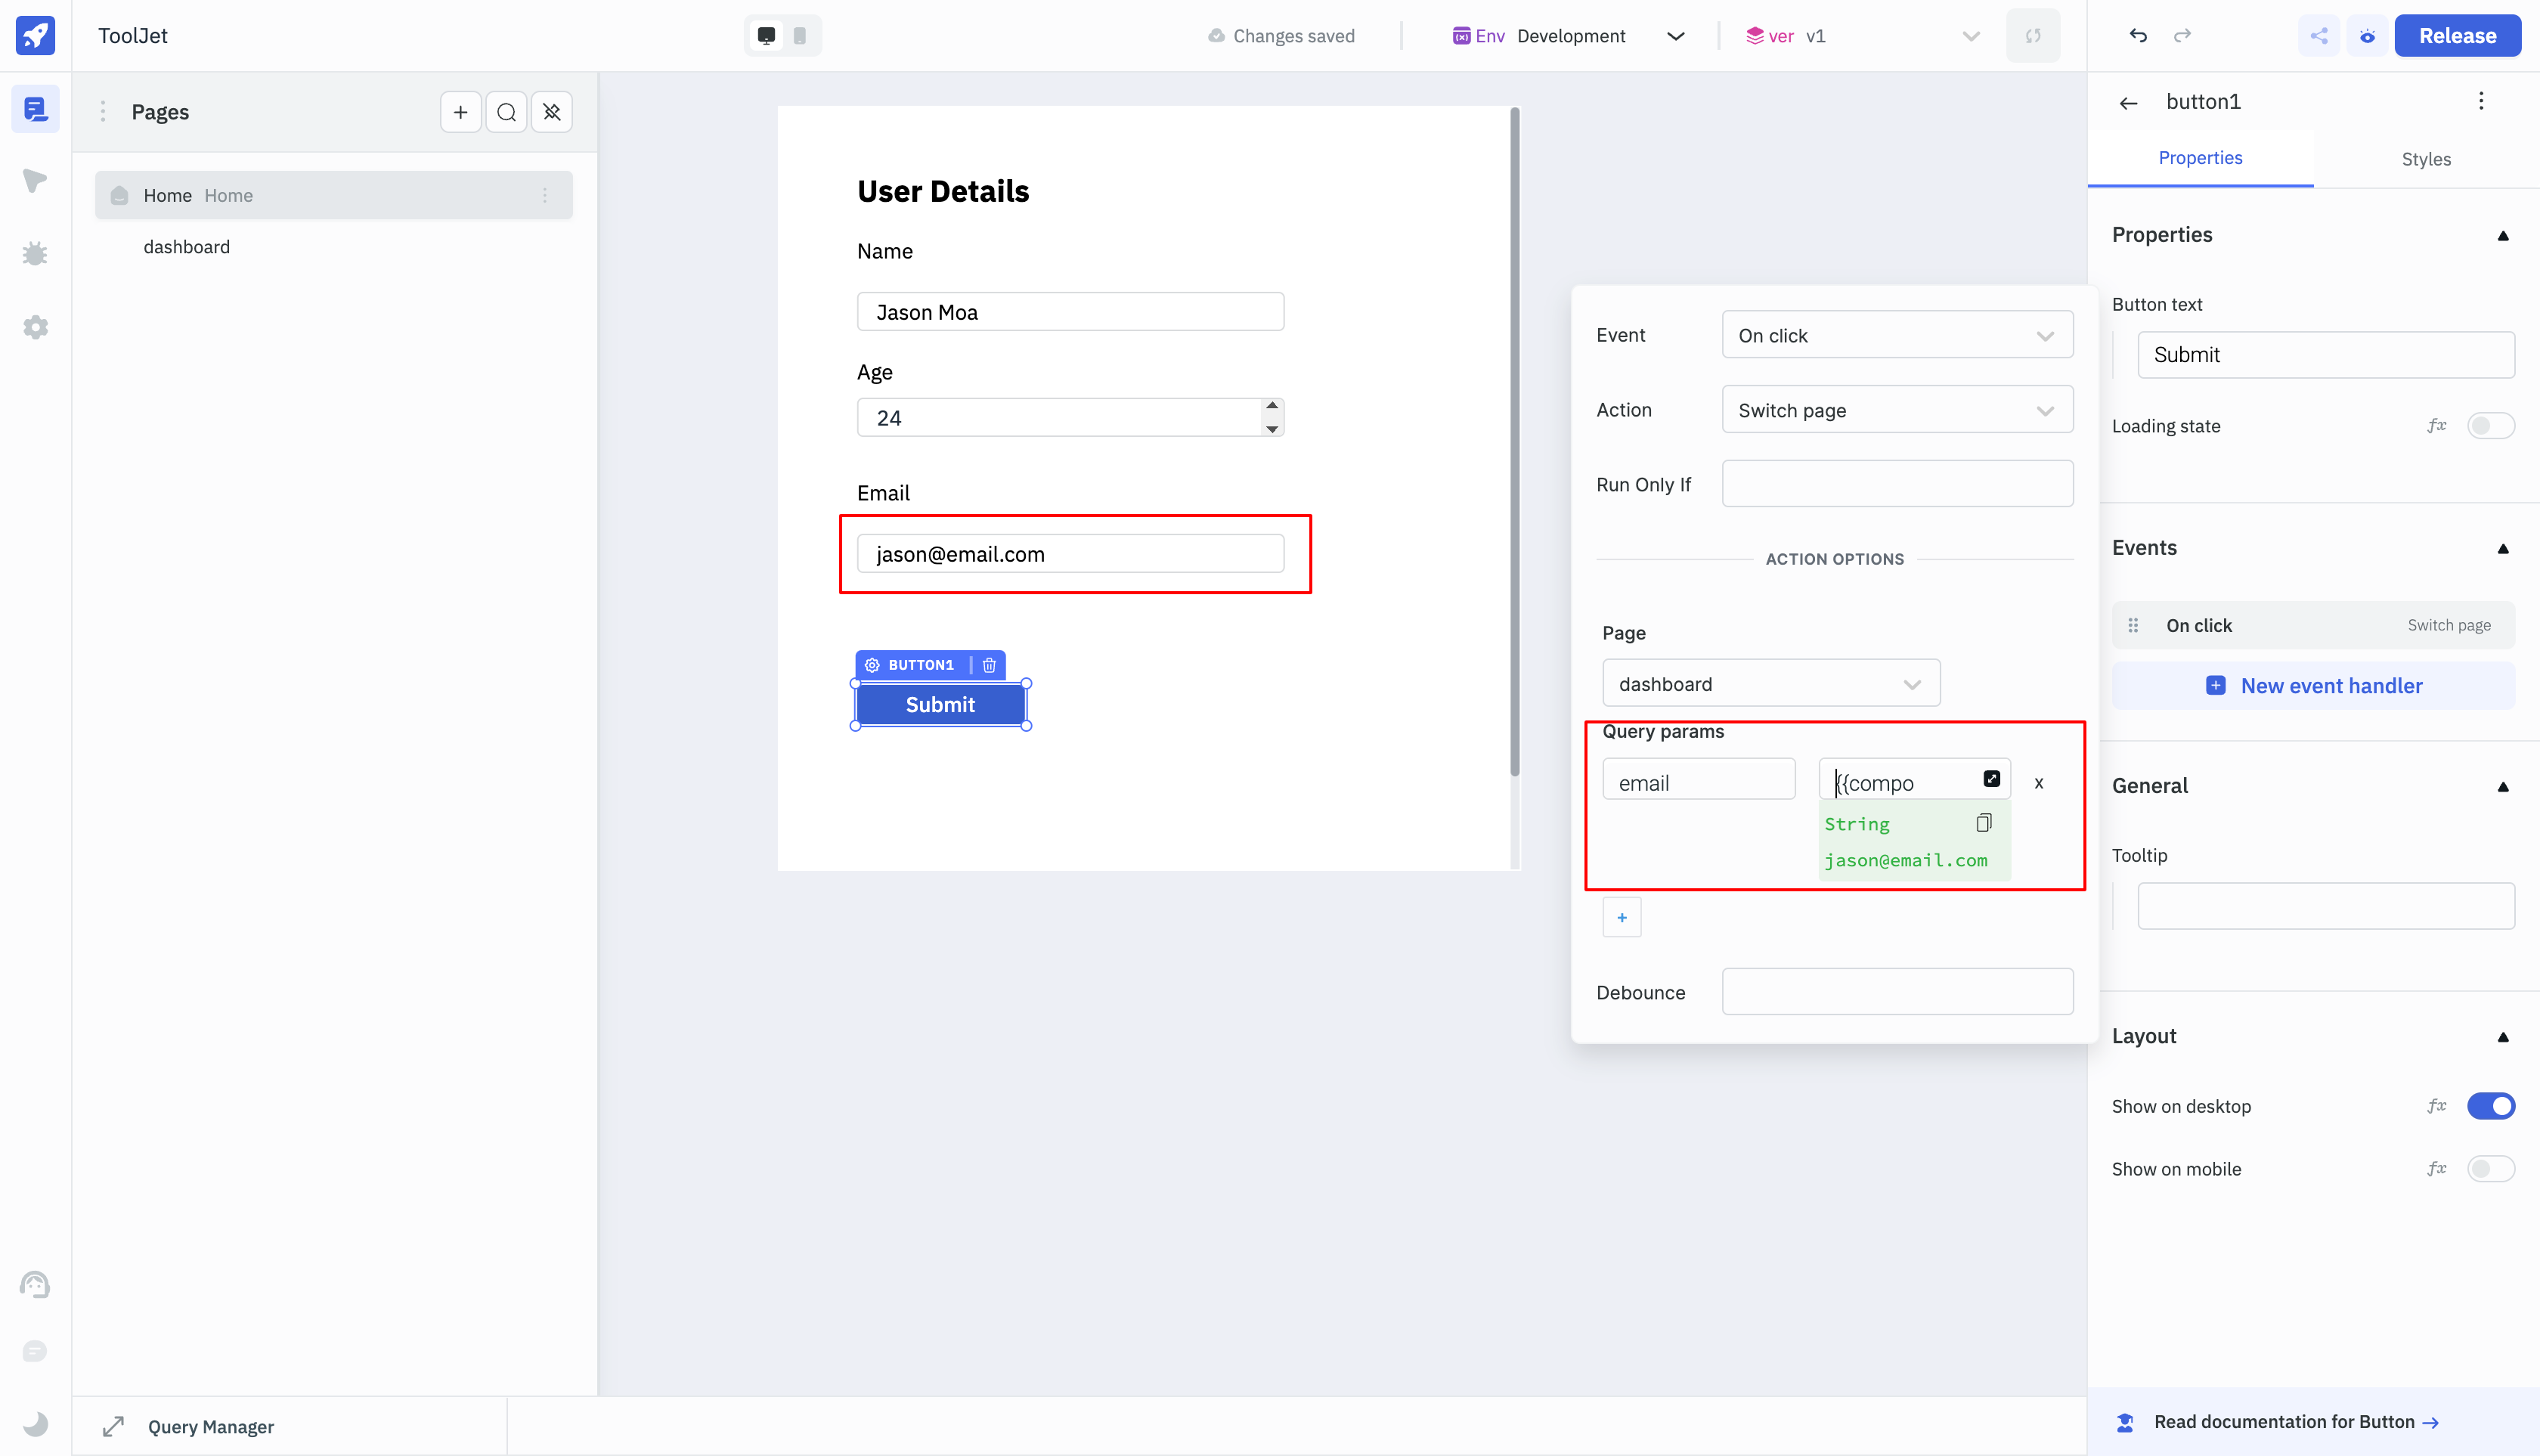 ToolJet
Changes saved
Env Development
ver v1
Release
Pages
Home Home
dashboard
User Details
Name
Jason Moa
Age
24
Email
jason@email.com
BUTTON1
Submit
Event On click
Action Switch page
Run Only If
ACTION OPTIONS
Page
dashboard
Query params
email {{compo x
String
jason@email.com
+
Debounce
button1
Properties Styles
Properties
Button text
Submit
Loading state fx
Events
On click Switch page
New event handler
General
Tooltip
Layout
Show on desktop fx
Show on mobile fx
Query Manager
Read documentation for Button →